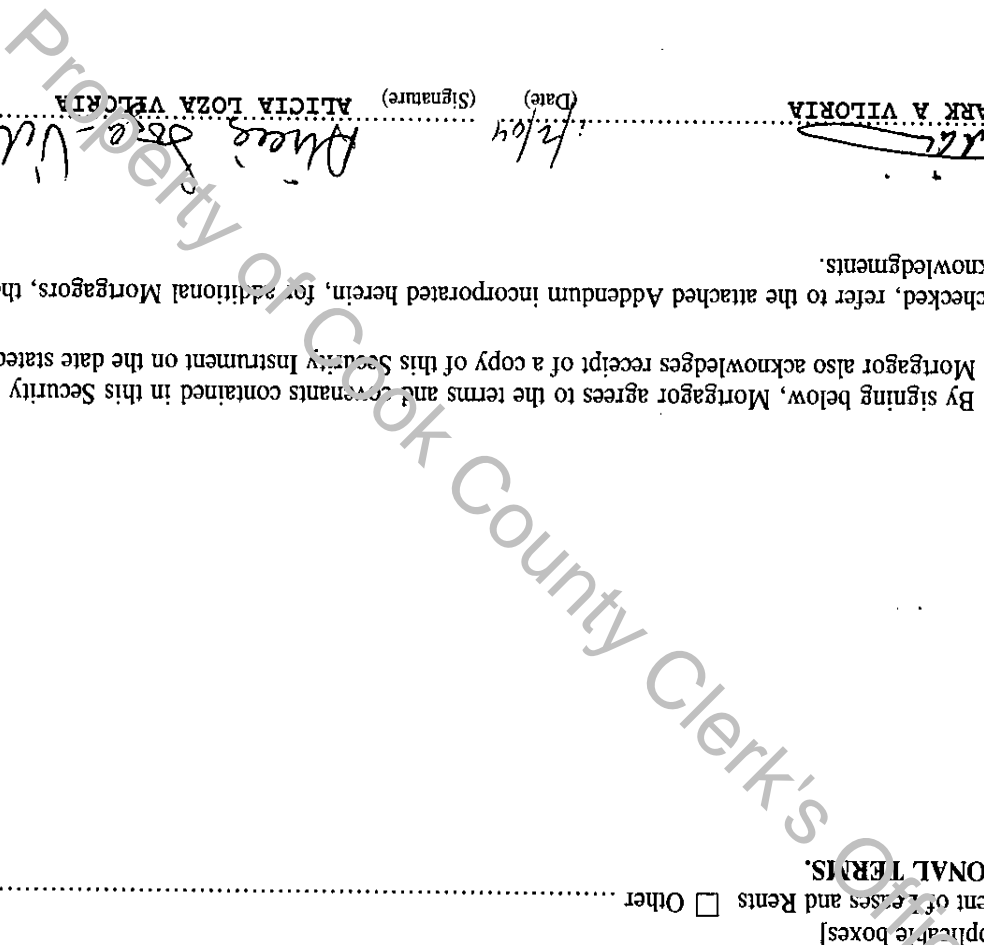 plicable boxes]
ent of Leases and Rents ☐ Other
ONAL TERMS.
By signing below, Mortgagor agrees to the terms and covenants contained in this Security
Mortgagor also acknowledges receipt of a copy of this Security Instrument on the date stated
checked, refer to the attached Addendum incorporated herein, for additional Mortgagors, th
knowledgments.
Alicia
ARK A VILORIA (Date) (Signature) ALICIA LOZA VELORIA
Property of Cook County Clerk's Offic